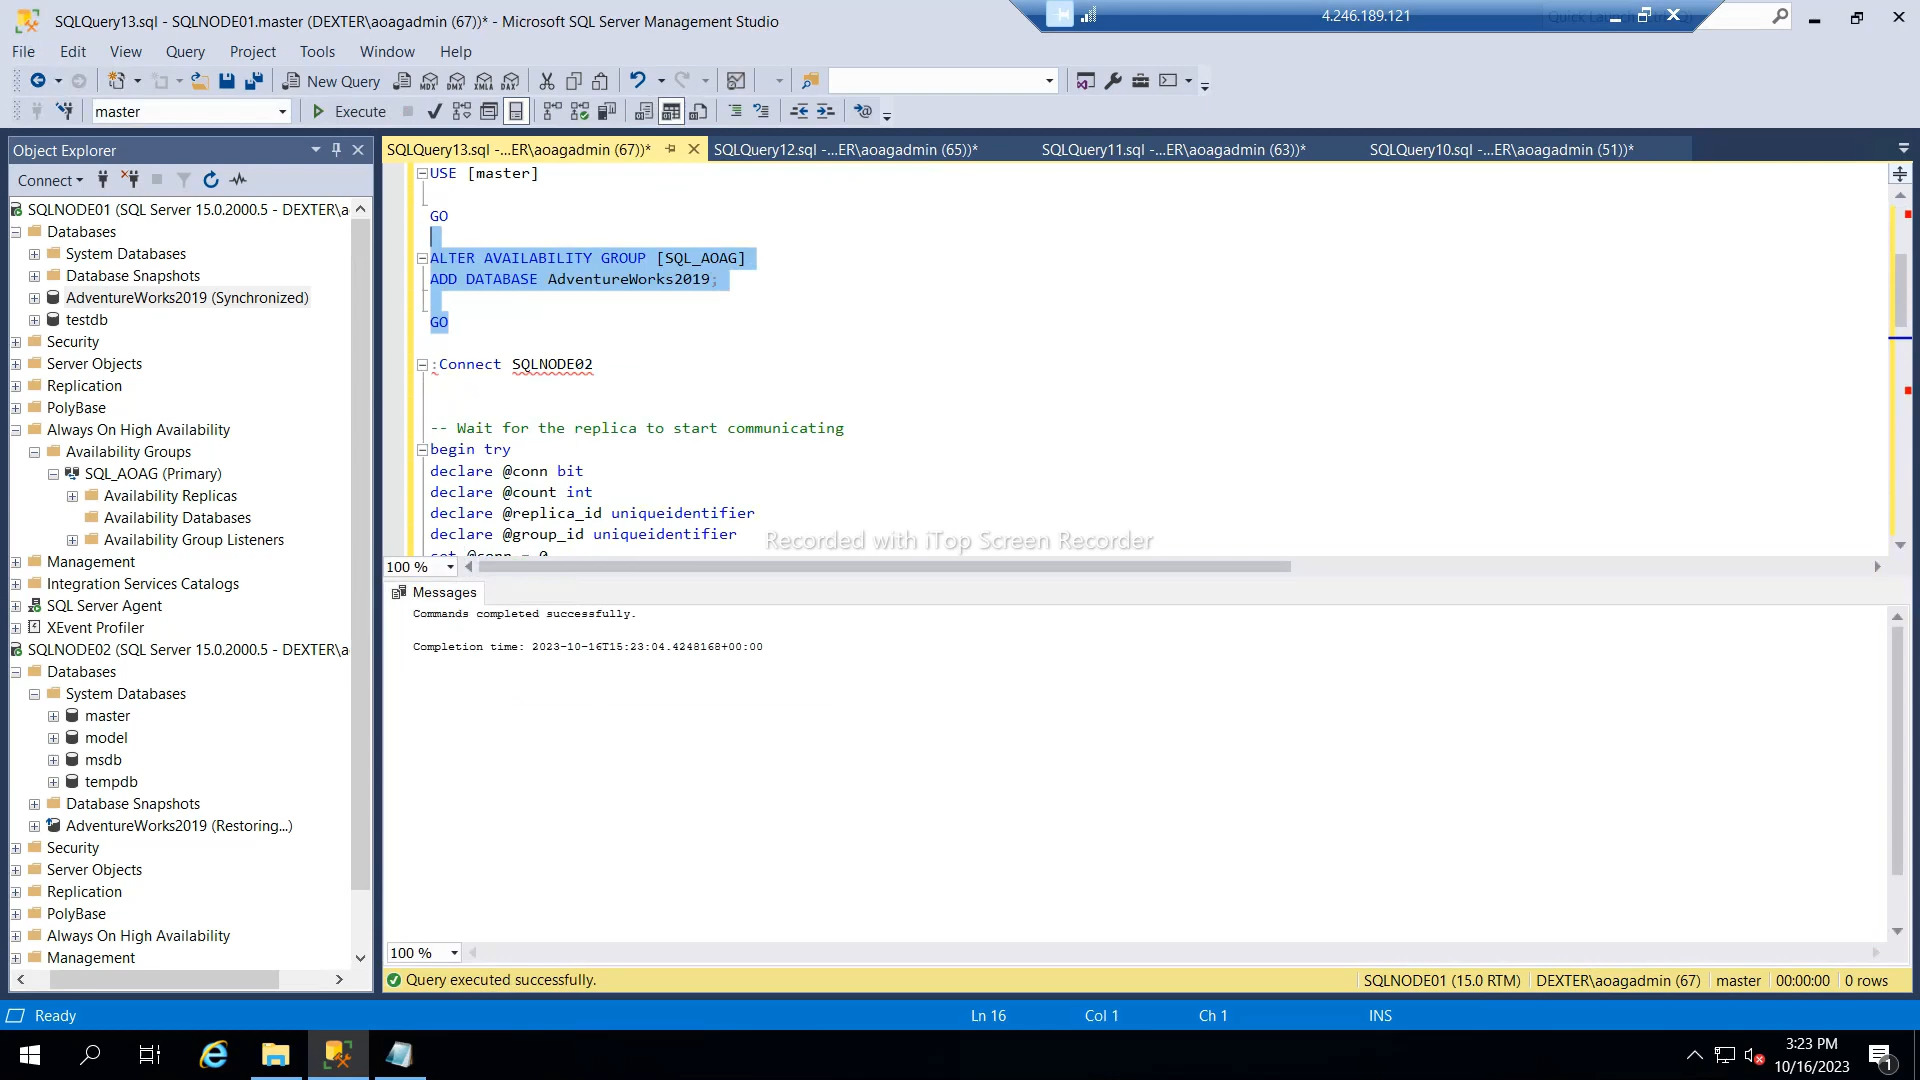 SQLQuery13.sql - SQLNODE01.master (DEXTER\aoagadmin (67))* - Microsoft SQL Server Management Studio
4.246.189.121
File Edit View Query Project Tools Window Help
New Query
MDX DMX XMLA DAX
master
Execute
Object Explorer
SQLQuery13.sql -...ER\aoagadmin (67))*
SQLQuery12.sql -...ER\aoagadmin (65))*
SQLQuery11.sql -...ER\aoagadmin (63))*
SQLQuery10.sql -...ER\aoagadmin (51))*
Connect
SQLNODE01 (SQL Server 15.0.2000.5 - DEXTER\a
Databases
System Databases
Database Snapshots
AdventureWorks2019 (Synchronized)
testdb
Security
Server Objects
Replication
PolyBase
Always On High Availability
Availability Groups
SQL_AOAG (Primary)
Availability Replicas
Availability Databases
Availability Group Listeners
Management
Integration Services Catalogs
SQL Server Agent
XEvent Profiler
SQLNODE02 (SQL Server 15.0.2000.5 - DEXTER\a
Databases
System Databases
master
model
msdb
tempdb
Database Snapshots
AdventureWorks2019 (Restoring...)
Security
Server Objects
Replication
PolyBase
Always On High Availability
Management
USE [master]
GO
ALTER AVAILABILITY GROUP [SQL_AOAG]
ADD DATABASE AdventureWorks2019;
GO
:Connect SQLNODE02
-- Wait for the replica to start communicating
begin try
declare @conn bit
declare @count int
declare @replica_id uniqueidentifier
declare @group_id uniqueidentifier
set @conn = 0
Recorded with iTop Screen Recorder
100 %
Messages
Commands completed successfully.
Completion time: 2023-10-16T15:23:04.4248168+00:00
100 %
Query executed successfully.
SQLNODE01 (15.0 RTM) DEXTER\aoagadmin (67) master 00:00:00 0 rows
Ready
Ln 16 Col 1 Ch 1 INS
3:23 PM
10/16/2023
1